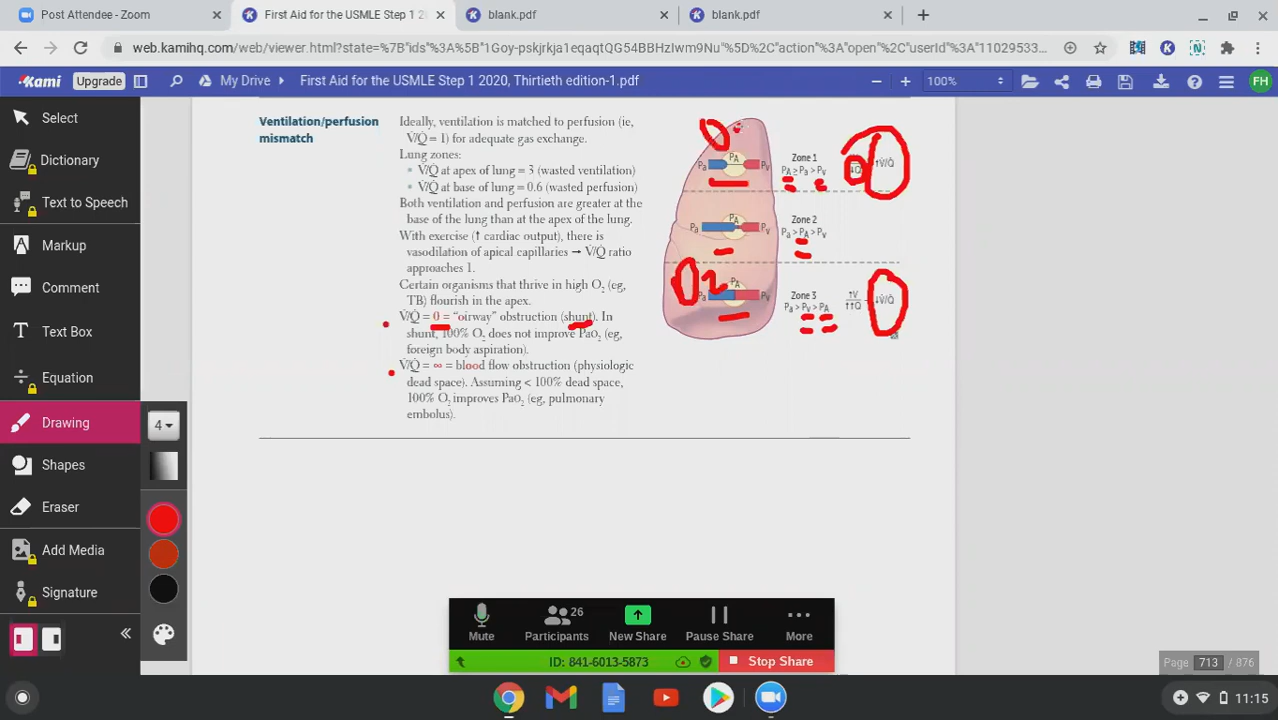 Post Attendee - Zoom
First Aid for the USMLE Step 1 2
blank.pdf
blank.pdf
web.kamihq.com/web/viewer.html?state=%7B"ids"%3A%5B"1Goy-pskjrkja1eqaqtQG54BBHzIwm9Nu"%5D%2C"action"%3A"open"%2C"userId"%3A"11029533...
Kami
Upgrade
My Drive
First Aid for the USMLE Step 1 2020, Thirtieth edition-1.pdf
100%
FH
Select
Dictionary
Text to Speech
Markup
Comment
Text Box
Equation
Drawing
Shapes
Eraser
Add Media
Signature
4
Ventilation/perfusion
mismatch
Ideally, ventilation is matched to perfusion (ie,
V̇/Q̇ = 1) for adequate gas exchange.
Lung zones:
V̇/Q̇ at apex of lung = 3 (wasted ventilation)
V̇/Q̇ at base of lung = 0.6 (wasted perfusion)
Both ventilation and perfusion are greater at the
base of the lung than at the apex of the lung.
With exercise (↑ cardiac output), there is
vasodilation of apical capillaries → V̇/Q̇ ratio
approaches 1.
Certain organisms that thrive in high O2 (eg,
TB) flourish in the apex.
V̇/Q̇ = 0 = "oirway" obstruction (shunt). In
shunt, 100% O2 does not improve Pao2 (eg,
foreign body aspiration).
V̇/Q̇ = ∞ = blood flow obstruction (physiologic
dead space). Assuming < 100% dead space,
100% O2 improves Pao2 (eg, pulmonary
embolus).
Pa PA Pv
Zone 1
PA ≥ Pa > Pv
↑V̇/Q̇
Pa PA Pv
Zone 2
Pa > PA > Pv
PA Pv
Zone 3
Pa > Pv > PA
↑V̇
↑↑Q̇
↓V̇/Q̇
Mute
Participants
26
New Share
Pause Share
More
ID: 841-6013-5873
Stop Share
Page 713 / 876
11:15